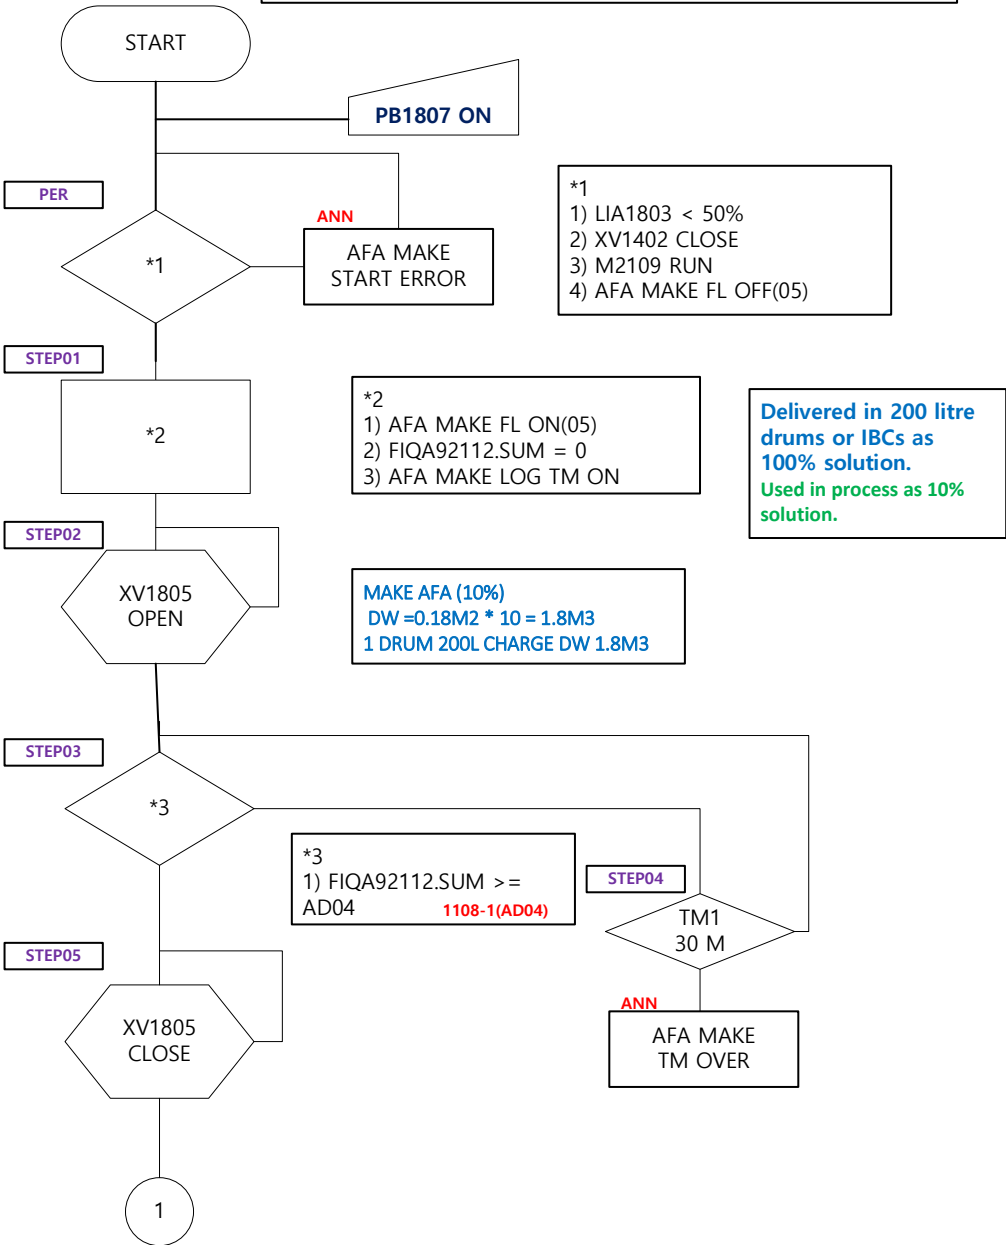 START
PB1807 ON
PER
*1
ANN
AFA MAKE
START ERROR
*1
1) LIA1803 < 50%
2) XV1402 CLOSE
3) M2109 RUN
4) AFA MAKE FL OFF(05)
STEP01
*2
*2
1) AFA MAKE FL ON(05)
2) FIQA92112.SUM = 0
3) AFA MAKE LOG TM ON
Delivered in 200 litre
drums or IBCs as
100% solution.
Used in process as 10%
solution.
STEP02
XV1805
OPEN
MAKE AFA (10%)
DW =0.18M2 * 10 = 1.8M3
1 DRUM 200L CHARGE DW 1.8M3
STEP03
*3
*3
1) FIQA92112.SUM >=
AD04 1108-1(AD04)
STEP04
TM1
30 M
STEP05
XV1805
CLOSE
ANN
AFA MAKE
TM OVER
1